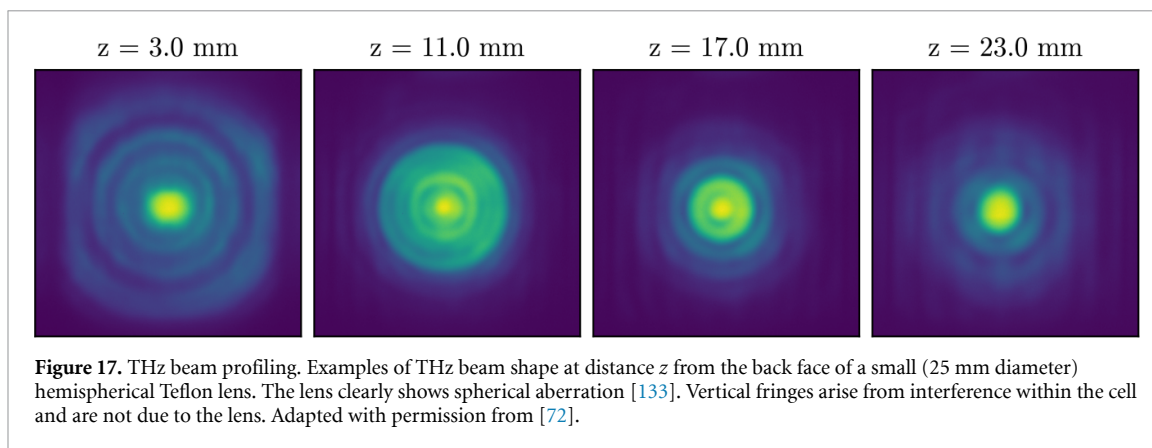 z = 3.0 mm
z = 11.0 mm
z = 17.0 mm
z = 23.0 mm
Figure 17. THz beam profiling. Examples of THz beam shape at distance z from the back face of a small (25 mm diameter)
hemispherical Teflon lens. The lens clearly shows spherical aberration [133]. Vertical fringes arise from interference within the cell
and are not due to the lens. Adapted with permission from [72].